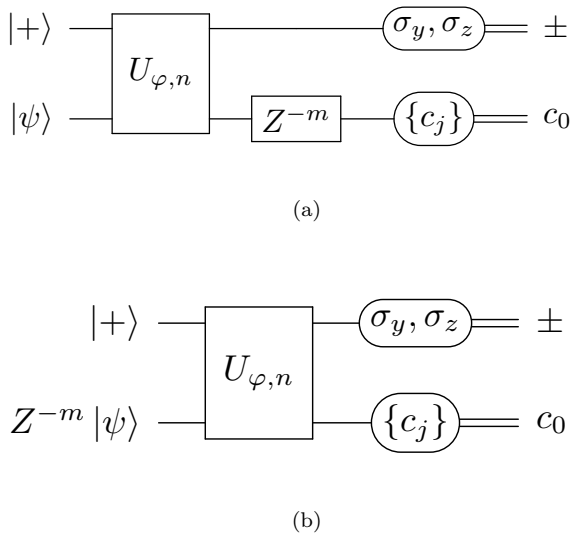 |+⟩ U_{φ,n} σ_y, σ_z ±
|ψ⟩ Z^{−m} {c_j} c_0
(a)
|+⟩ U_{φ,n} σ_y, σ_z ±
Z^{−m} |ψ⟩ {c_j} c_0
(b)